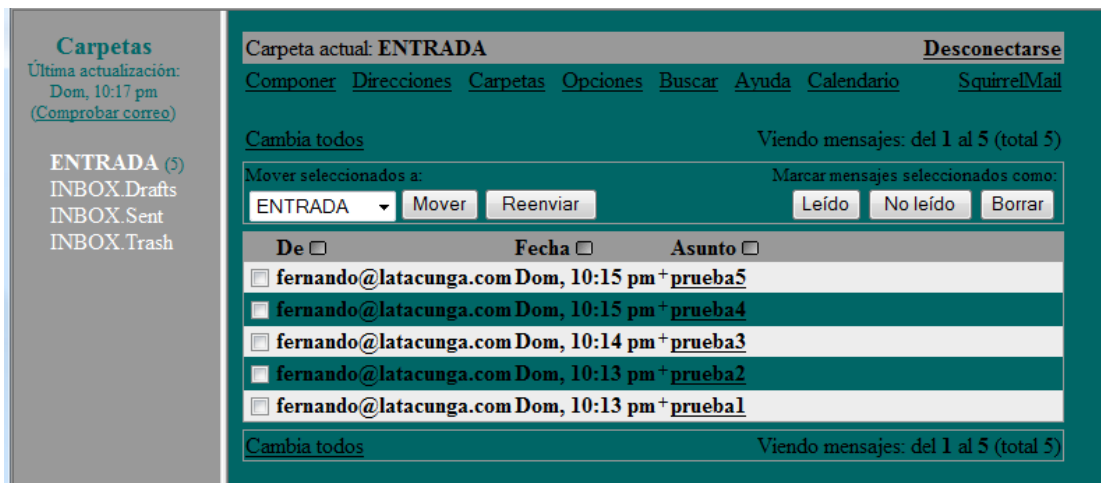 Carpetas
Última actualización:
Dom, 10:17 pm
(Comprobar correo)
ENTRADA (5)
INBOX.Drafts
INBOX.Sent
INBOX.Trash
Carpeta actual: ENTRADA Desconectarse
Componer Direcciones Carpetas Opciones Buscar Ayuda Calendario SquirrelMail
Cambia todos Viendo mensajes: del 1 al 5 (total 5)
Mover seleccionados a: Marcar mensajes seleccionados como:
ENTRADA Mover Reenviar Leído No leído Borrar
De Fecha Asunto
fernando@latacunga.com Dom, 10:15 pm + prueba5
fernando@latacunga.com Dom, 10:15 pm + prueba4
fernando@latacunga.com Dom, 10:14 pm + prueba3
fernando@latacunga.com Dom, 10:13 pm + prueba2
fernando@latacunga.com Dom, 10:13 pm + prueba1
Cambia todos Viendo mensajes: del 1 al 5 (total 5)